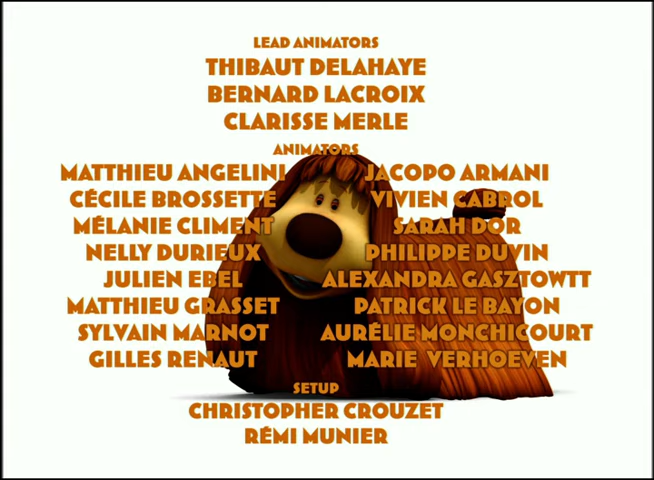 LEAD ANIMATORS
THIBAUT DELAHAYE
BERNARD LACROIX
CLARISSE MERLE
ANIMATORS
MATTHIEU ANGELINI JACOPO ARMANI
CÉCILE BROSSETTE VIVIEN CABROL
MÉLANIE CLIMENT SARAH DOR
NELLY DURIEUX PHILIPPE DUVIN
JULIEN EBEL ALEXANDRA GASZTOWTT
MATTHIEU GRASSET PATRICK LE BAYON
SYLVAIN MARNOT AURÉLIE MONCHICOURT
GILLES RENAUT MARIE VERHOEVEN
SETUP
CHRISTOPHER CROUZET
RÉMI MUNIER